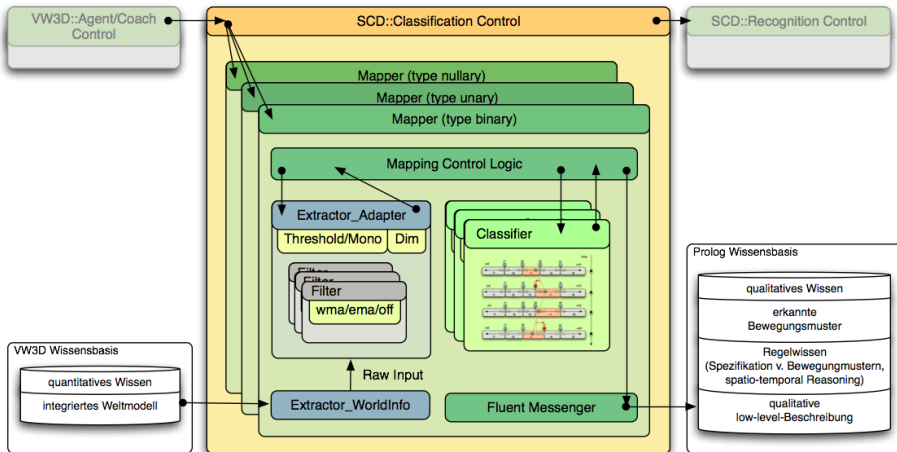 VW3D::Agent/Coach
Control
SCD::Classification Control
SCD::Recognition Control
Mapper (type nullary)
Mapper (type unary)
Mapper (type binary)
Mapping Control Logic
Extractor_Adapter
Threshold/Mono
Dim
Filter
Filter
Filter
wma/ema/off
Classifier
Raw Input
Extractor_WorldInfo
Fluent Messenger
VW3D Wissensbasis
quantitatives Wissen
integriertes Weltmodell
Prolog Wissensbasis
qualitatives Wissen
erkannte
Bewegungsmuster
Regelwissen
(Spezifikation v. Bewegungmustern,
spatio-temporal Reasoning)
qualitative
low-level-Beschreibung